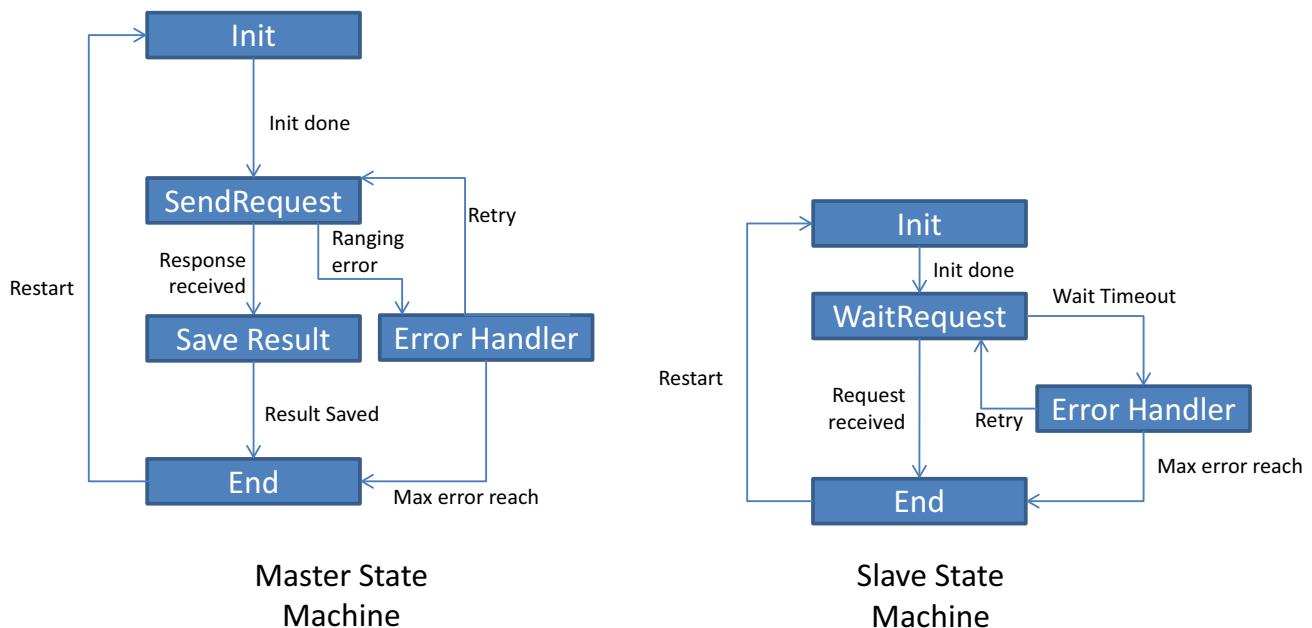 Init
Init done
SendRequest
Retry
Ranging
error
Response
received
Restart
Save Result
Error Handler
Result Saved
End
Max error reach
Master State
Machine
Init
Init done
Wait Timeout
WaitRequest
Restart
Request
received
Retry
Error Handler
Max error reach
End
Slave State
Machine